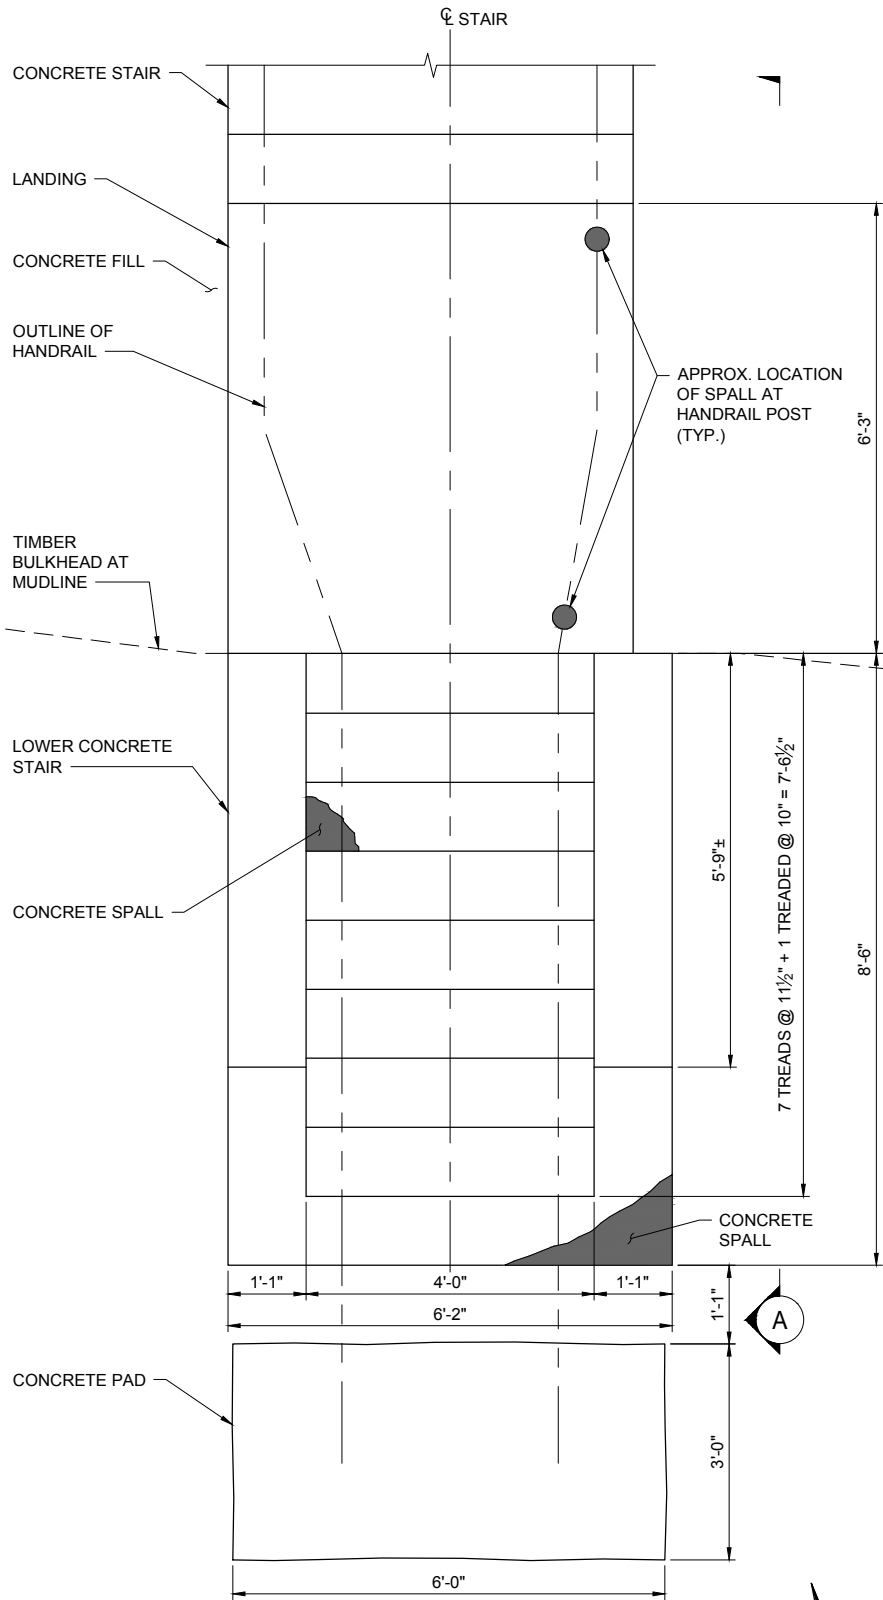 ℄ STAIR
CONCRETE STAIR
LANDING
CONCRETE FILL
OUTLINE OF
HANDRAIL
APPROX. LOCATION
OF SPALL AT
HANDRAIL POST
(TYP.)
6'-3"
TIMBER
BULKHEAD AT
MUDLINE
LOWER CONCRETE
STAIR
CONCRETE SPALL
5'-9"±
7 TREADS @ 11½" + 1 TREADED @ 10" = 7'-6½"
8'-6"
CONCRETE
SPALL
1'-1"
4'-0"
1'-1"
6'-2"
1'-1"
A
CONCRETE PAD
3'-0"
6'-0"